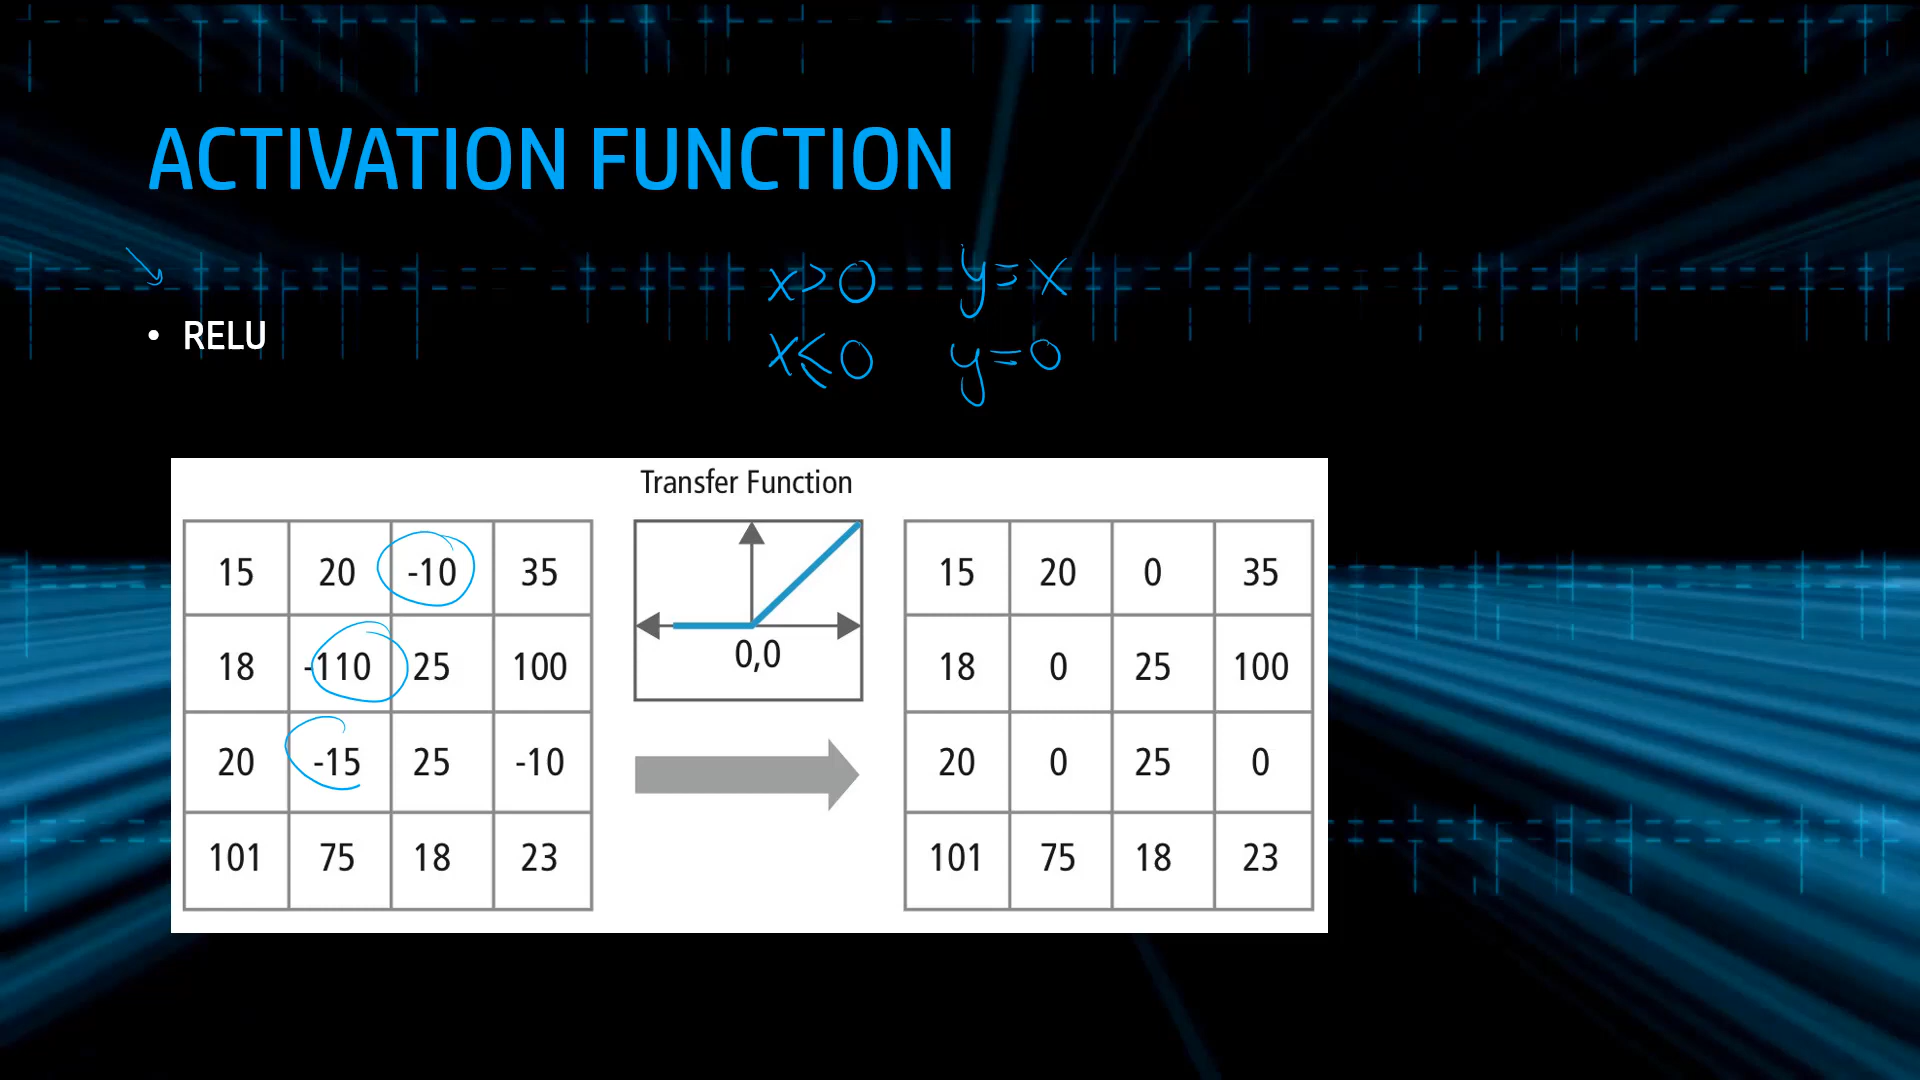 ACTIVATION FUNCTION
x>0 y=x
• RELU
x≤0 y=0
Transfer Function
15 20 -10 35
18 -110 25 100
20 -15 25 -10
101 75 18 23
0,0
15 20 0 35
18 0 25 100
20 0 25 0
101 75 18 23